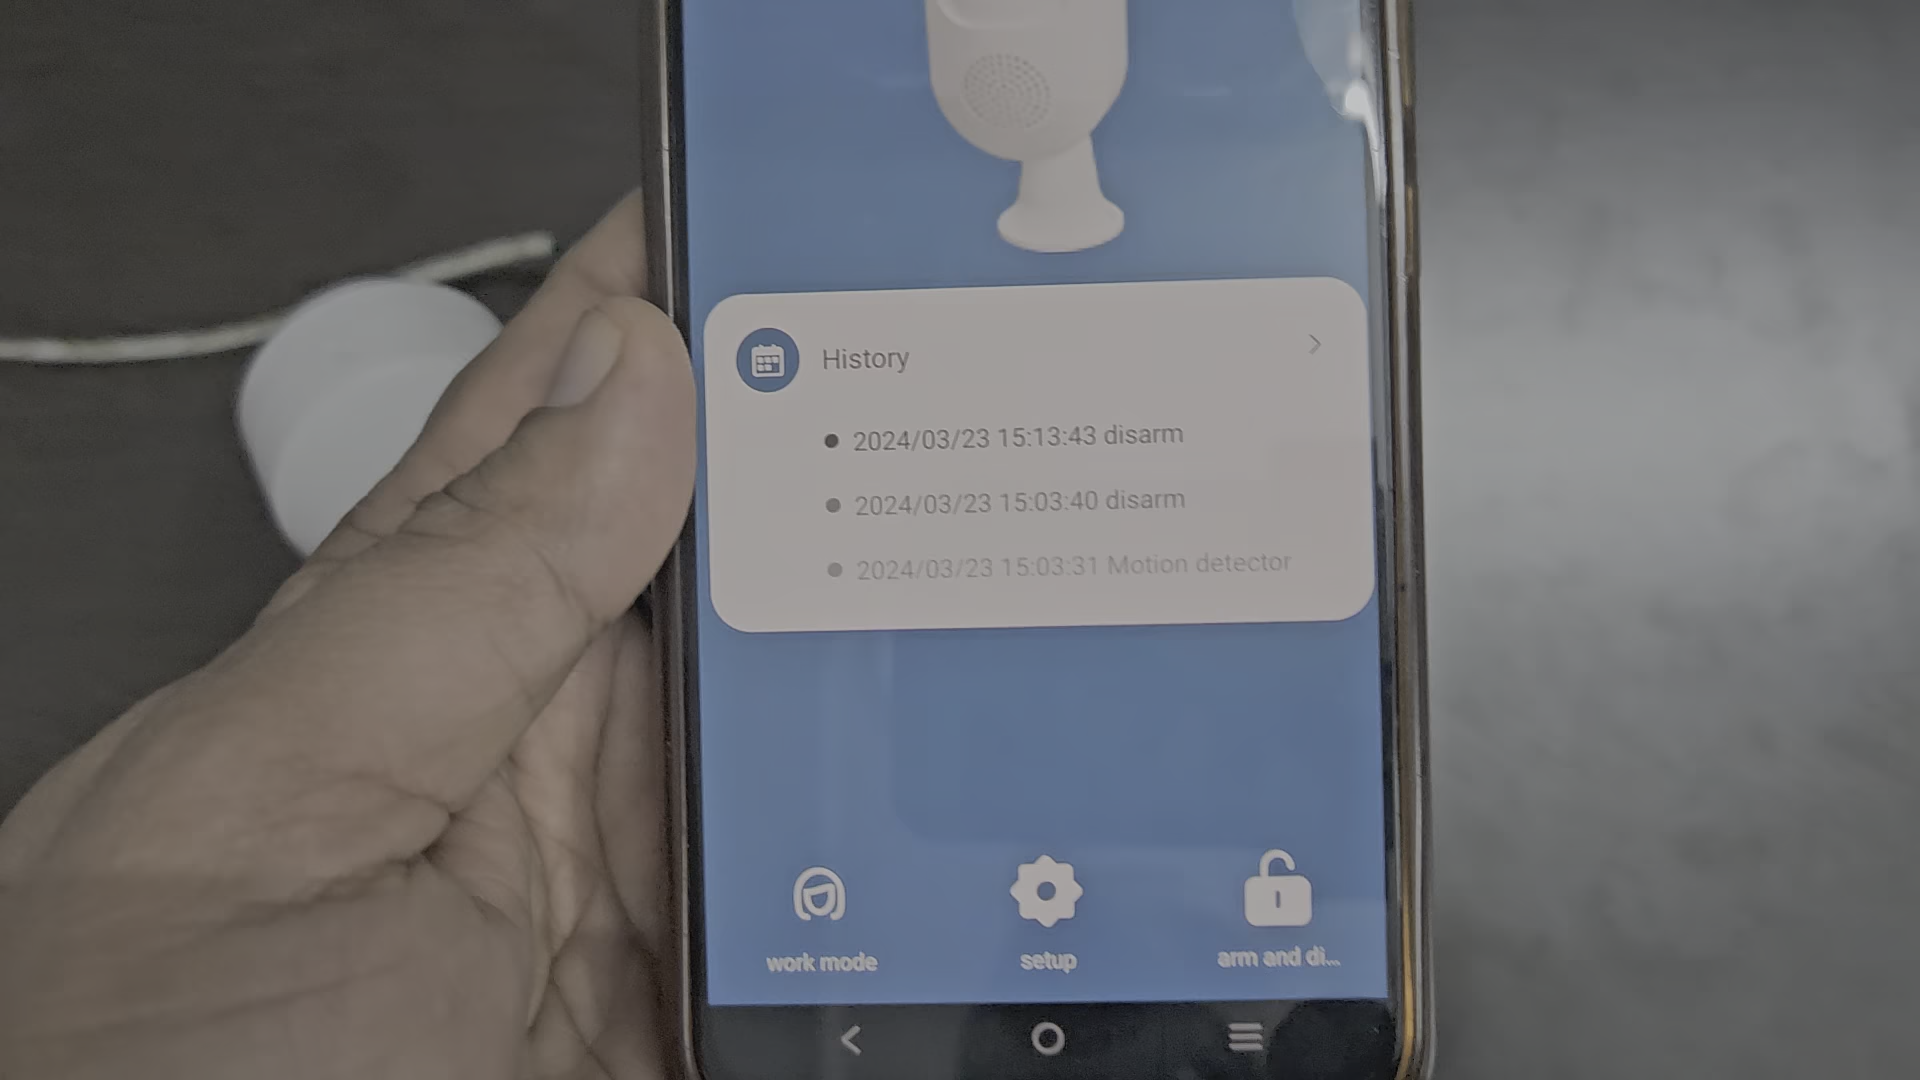 History
2024/03/23 15:13:43 disarm
2024/03/23 15:03:40 disarm
2024/03/23 15:03:31 Motion detector
work mode
setup
arm and di...